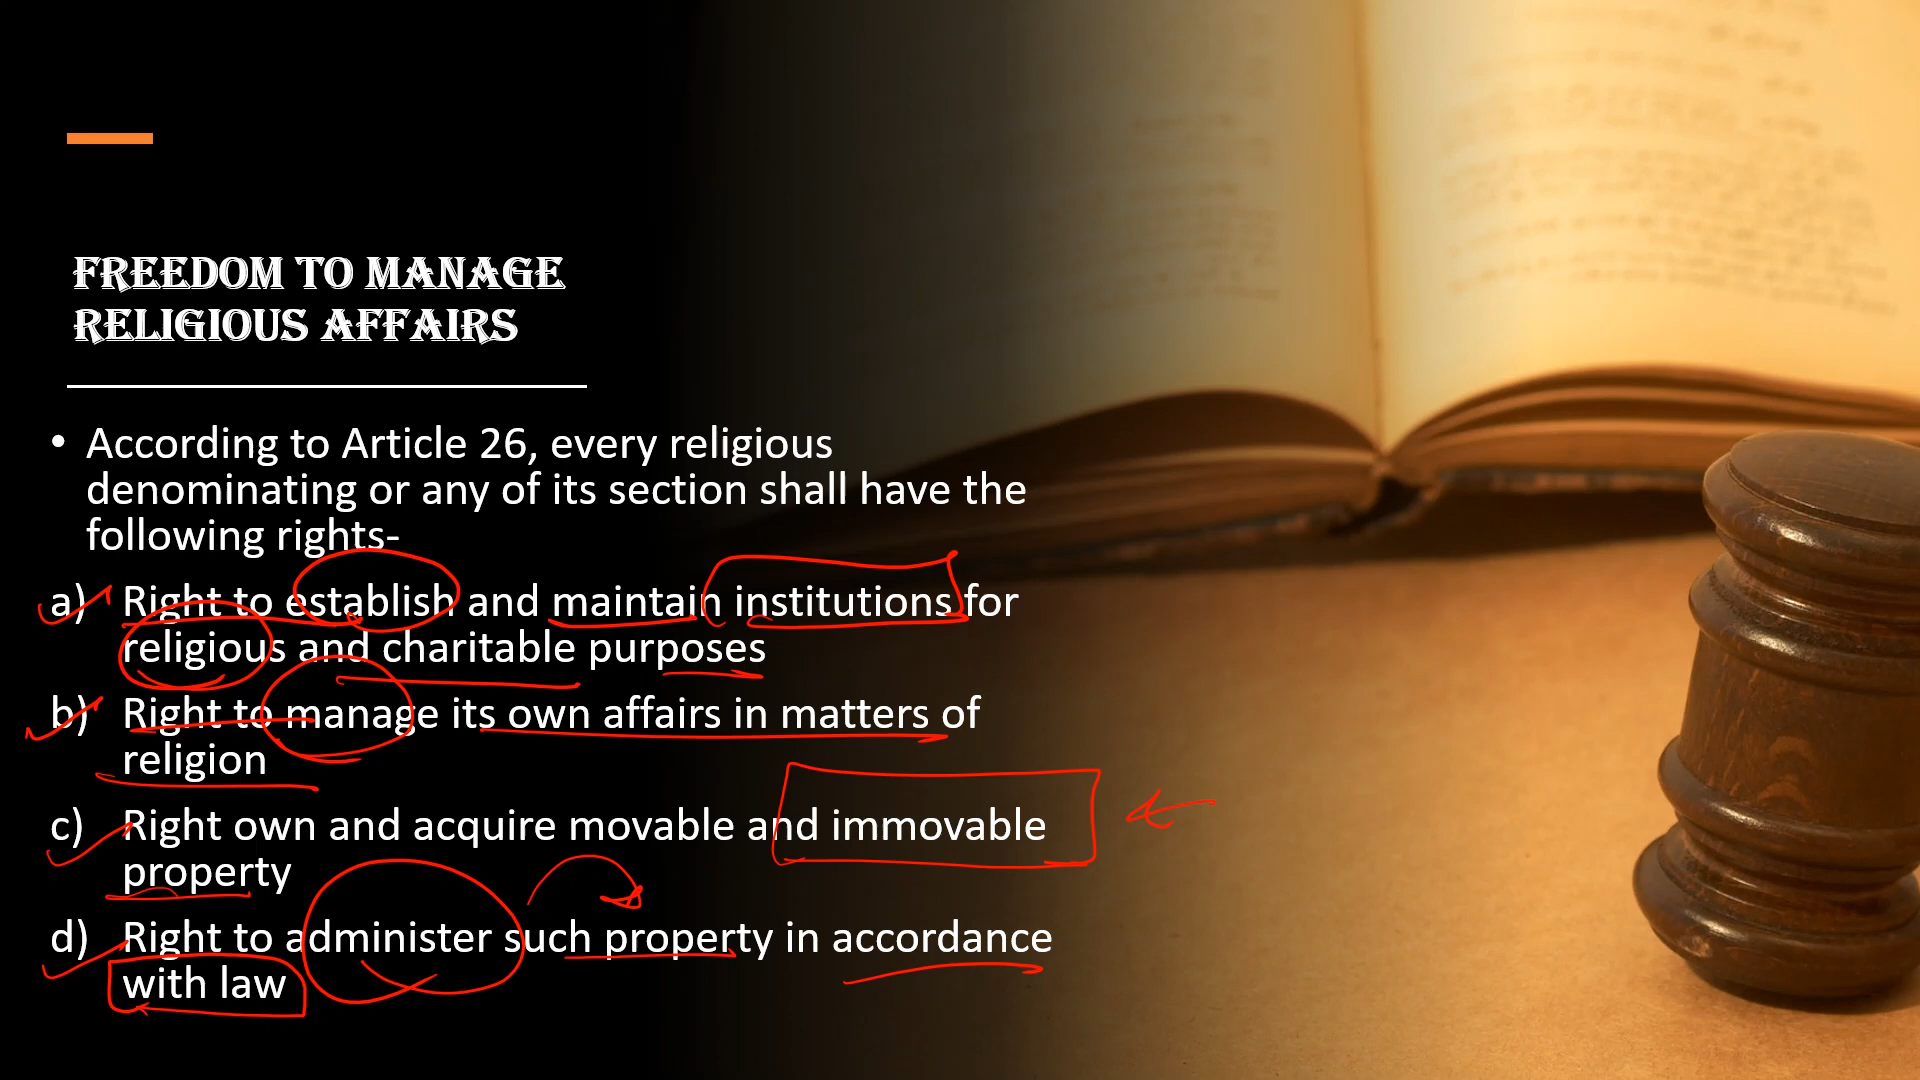 FREEDOM TO MANAGE
RELIGIOUS AFFAIRS
• According to Article 26, every religious
denominating or any of its section shall have the
following rights-
a) Right to establish and maintain institutions for
religious and charitable purposes
b) Right to manage its own affairs in matters of
religion
c) Right own and acquire movable and immovable
property
d) Right to administer such property in accordance
with law